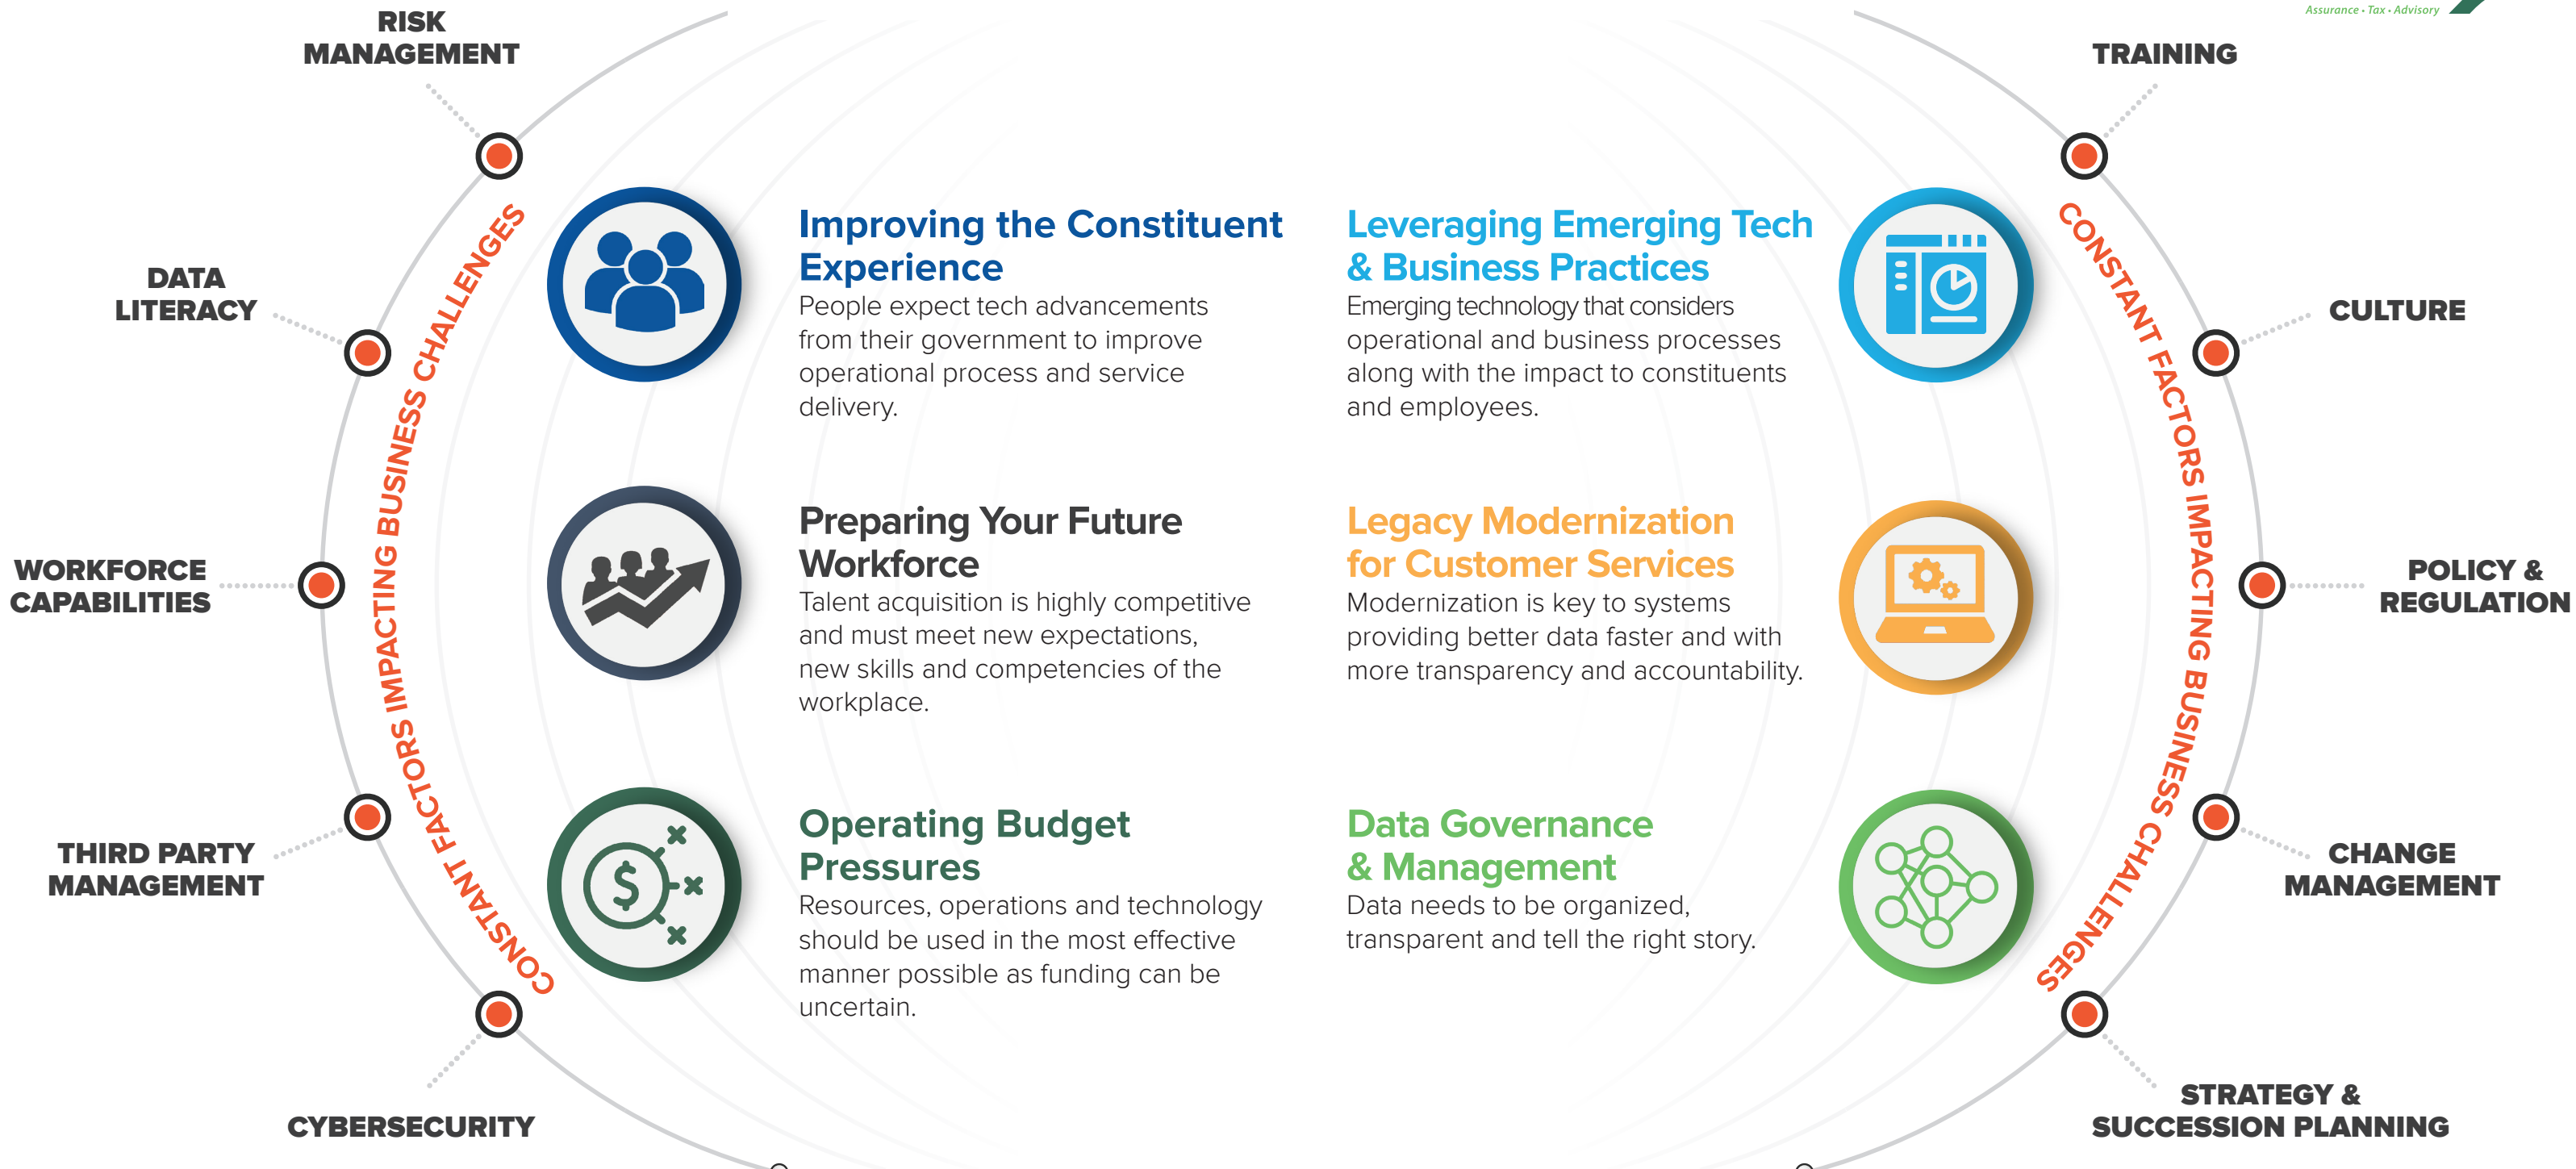 Assurance • Tax • Advisory
RISK
MANAGEMENT
DATA
LITERACY
WORKFORCE
CAPABILITIES
THIRD PARTY
MANAGEMENT
CYBERSECURITY
CONSTANT FACTORS IMPACTING BUSINESS CHALLENGES
Improving the Constituent
Experience
People expect tech advancements
from their government to improve
operational process and service
delivery.
Preparing Your Future
Workforce
Talent acquisition is highly competitive
and must meet new expectations,
new skills and competencies of the
workplace.
Operating Budget
Pressures
Resources, operations and technology
should be used in the most effective
manner possible as funding can be
uncertain.
Leveraging Emerging Tech
& Business Practices
Emerging technology that considers
operational and business processes
along with the impact to constituents
and employees.
Legacy Modernization
for Customer Services
Modernization is key to systems
providing better data faster and with
more transparency and accountability.
Data Governance
& Management
Data needs to be organized,
transparent and tell the right story.
CONSTANT FACTORS IMPACTING BUSINESS CHALLENGES
TRAINING
CULTURE
POLICY &
REGULATION
CHANGE
MANAGEMENT
STRATEGY &
SUCCESSION PLANNING